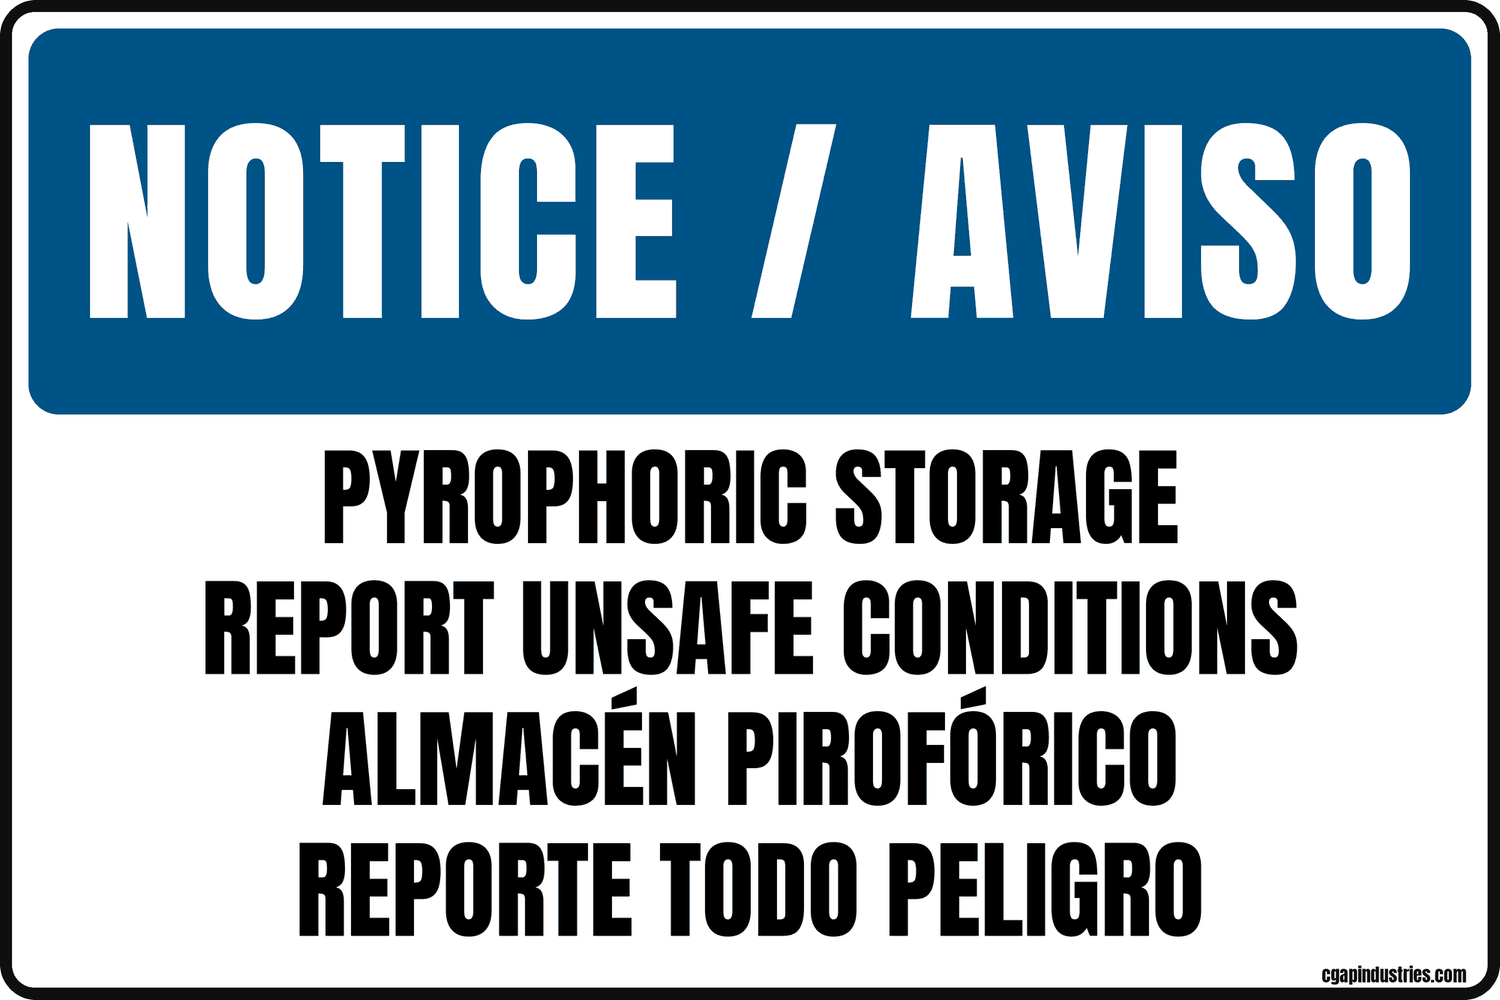 NOTICE / AVISO
PYROPHORIC STORAGE
REPORT UNSAFE CONDITIONS
ALMACÉN PIROFÓRICO
REPORTE TODO PELIGRO
cgapindustries.com